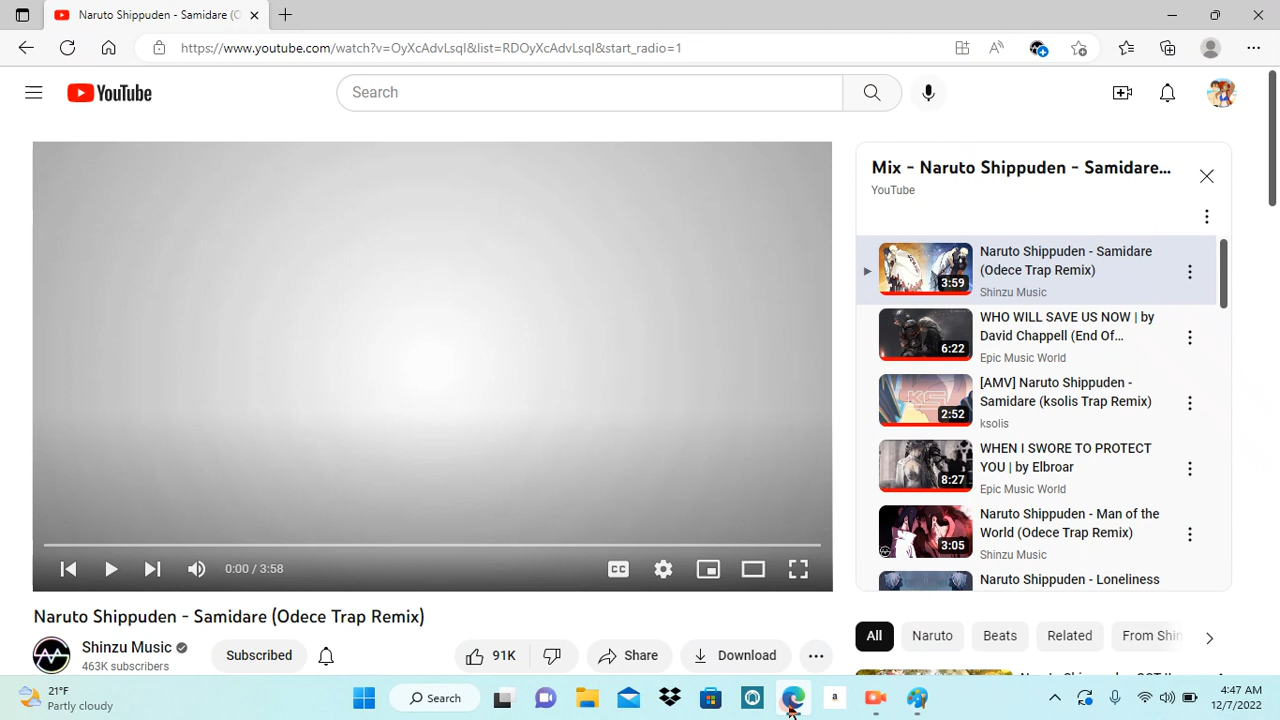 Naruto Shippuden - Samidare (O
https://www.youtube.com/watch?v=OyXcAdvLsqI&list=RDOyXcAdvLsqI&start_radio=1
YouTube
Search
Mix - Naruto Shippuden - Samidare...
YouTube
Naruto Shippuden - Samidare
(Odece Trap Remix)
Shinzu Music
3:59
WHO WILL SAVE US NOW | by
David Chappell (End Of...
Epic Music World
6:22
[AMV] Naruto Shippuden -
Samidare (ksolis Trap Remix)
ksolis
2:52
WHEN I SWORE TO PROTECT
YOU | by Elbroar
Epic Music World
8:27
Naruto Shippuden - Man of the
World (Odece Trap Remix)
Shinzu Music
3:05
Naruto Shippuden - Loneliness
0:00 / 3:58
CC
Naruto Shippuden - Samidare (Odece Trap Remix)
Shinzu Music
463K subscribers
Subscribed
91K
Share
Download
All
Naruto
Beats
Related
From Shin
21°F
Partly cloudy
Search
a
4:47 AM
12/7/2022